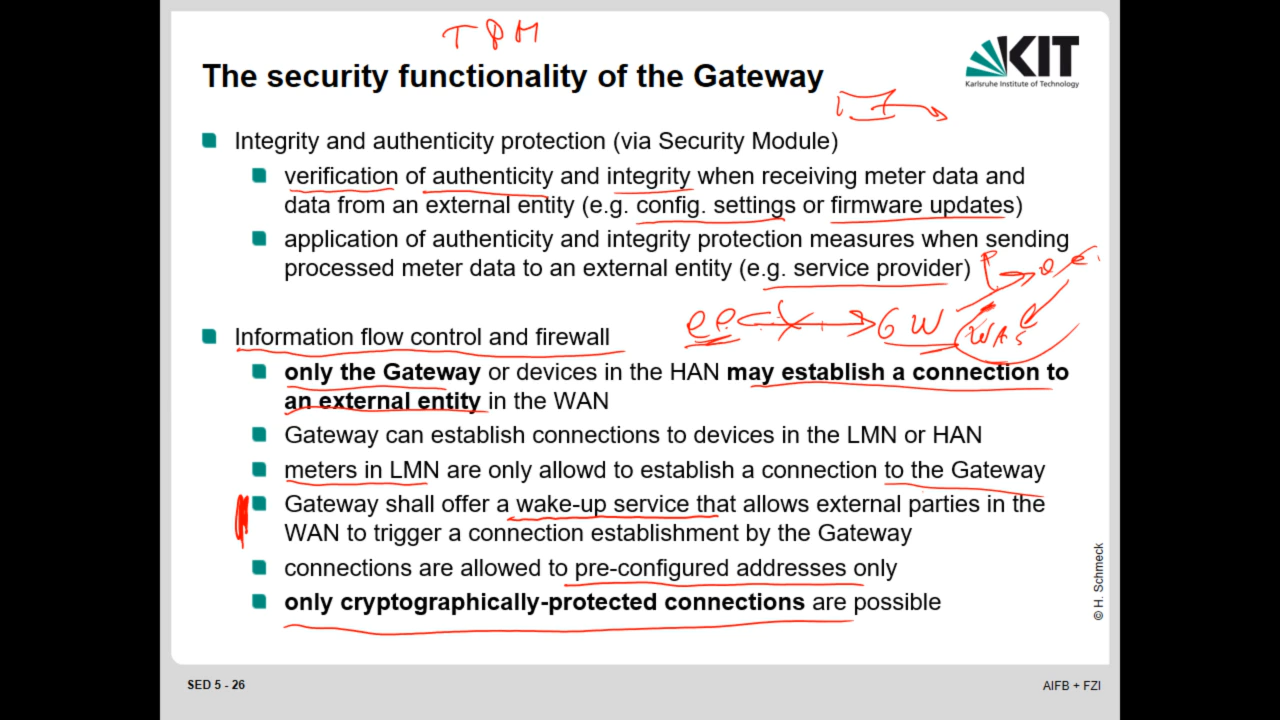 TPM
The security functionality of the Gateway
KIT
Karlsruhe Institute of Technology
Integrity and authenticity protection (via Security Module)
verification of authenticity and integrity when receiving meter data and
data from an external entity (e.g. config. settings or firmware updates)
application of authenticity and integrity protection measures when sending
processed meter data to an external entity (e.g. service provider)
GW
Information flow control and firewall
only the Gateway or devices in the HAN may establish a connection to
an external entity in the WAN
Gateway can establish connections to devices in the LMN or HAN
meters in LMN are only allowd to establish a connection to the Gateway
Gateway shall offer a wake-up service that allows external parties in the
WAN to trigger a connection establishment by the Gateway
connections are allowed to pre-configured addresses only
only cryptographically-protected connections are possible
© H. Schmeck
SED 5 - 26
AIFB + FZI